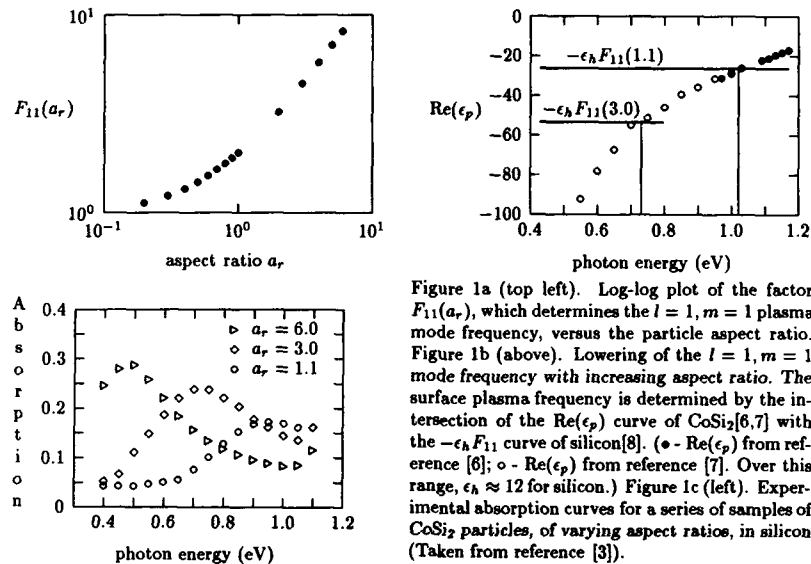 10¹
F₁₁(aᵣ)
10⁰
10⁻¹ 10⁰ 10¹
aspect ratio aᵣ
0
−20
−40
−60
−80
−100
Re(εₚ)
−εₕF₁₁(1.1)
−εₕF₁₁(3.0)
0.4 0.6 0.8 1.0 1.2
photon energy (eV)
Absorption
0.4
0.3
0.2
0.1
0
▷ aᵣ = 6.0
◇ aᵣ = 3.0
○ aᵣ = 1.1
0.4 0.6 0.8 1.0 1.2
photon energy (eV)
Figure 1a (top left). Log-log plot of the factor
F₁₁(aᵣ), which determines the l = 1, m = 1 plasma
mode frequency, versus the particle aspect ratio.
Figure 1b (above). Lowering of the l = 1, m = 1
mode frequency with increasing aspect ratio. The
surface plasma frequency is determined by the in-
tersection of the Re(εₚ) curve of CoSi₂[6,7] with
the −εₕF₁₁ curve of silicon[8]. (● - Re(εₚ) from ref-
erence [6]; ○ - Re(εₚ) from reference [7]. Over this
range, εₕ ≈ 12 for silicon.) Figure 1c (left). Exper-
imental absorption curves for a series of samples of
CoSi₂ particles, of varying aspect ratios, in silicon
(Taken from reference [3]).